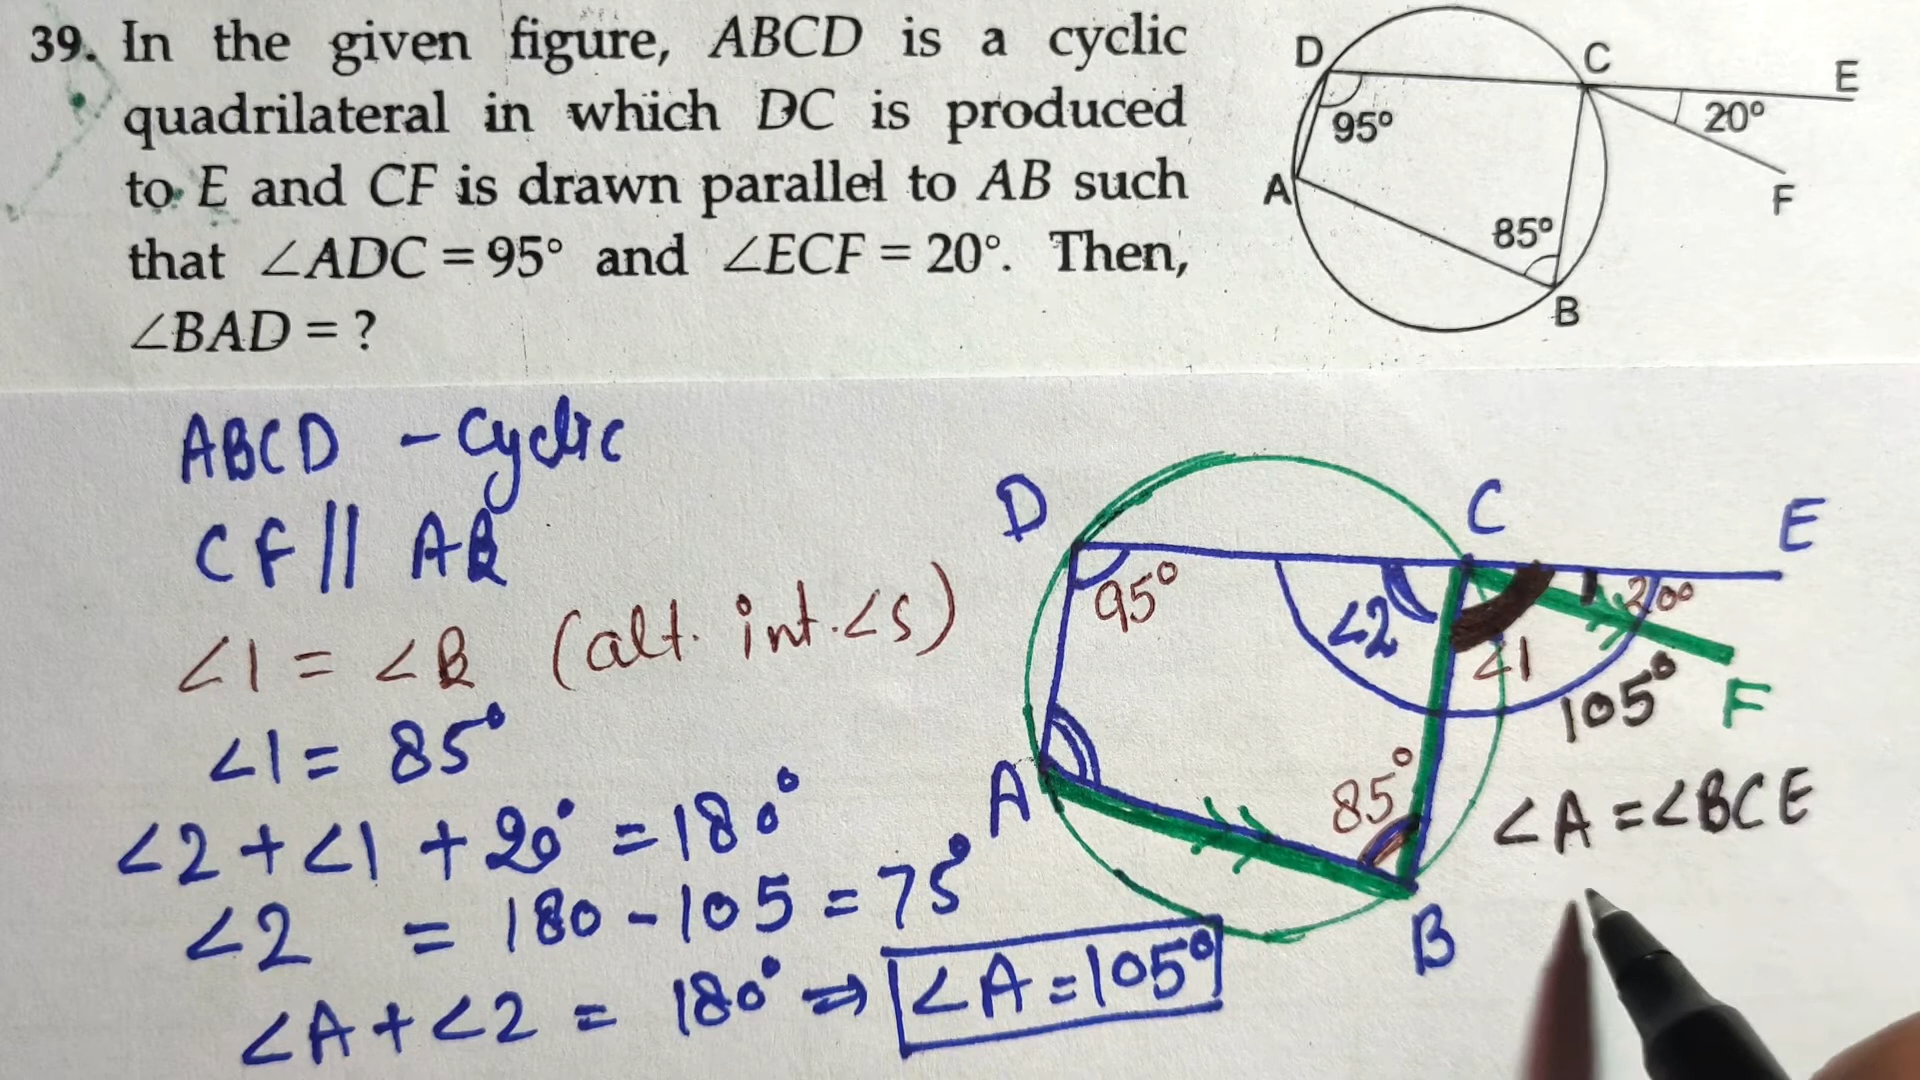 39. In the given figure, ABCD is a cyclic
quadrilateral in which DC is produced
to E and CF is drawn parallel to AB such
that ∠ADC = 95° and ∠ECF = 20°. Then,
∠BAD = ?
D
C
E
95°
20°
A
F
85°
B
ABCD - Cyclic
CF || AB
∠1 = ∠B (alt. int. ∠s)
∠1 = 85°
∠2 + ∠1 + 20° = 180°
∠2 = 180 - 105 = 75°
∠A + ∠2 = 180° ⇒ ∠A = 105°
D
C
E
95°
∠2
20°
∠1
105°
F
A
85°
∠A = ∠BCE
B